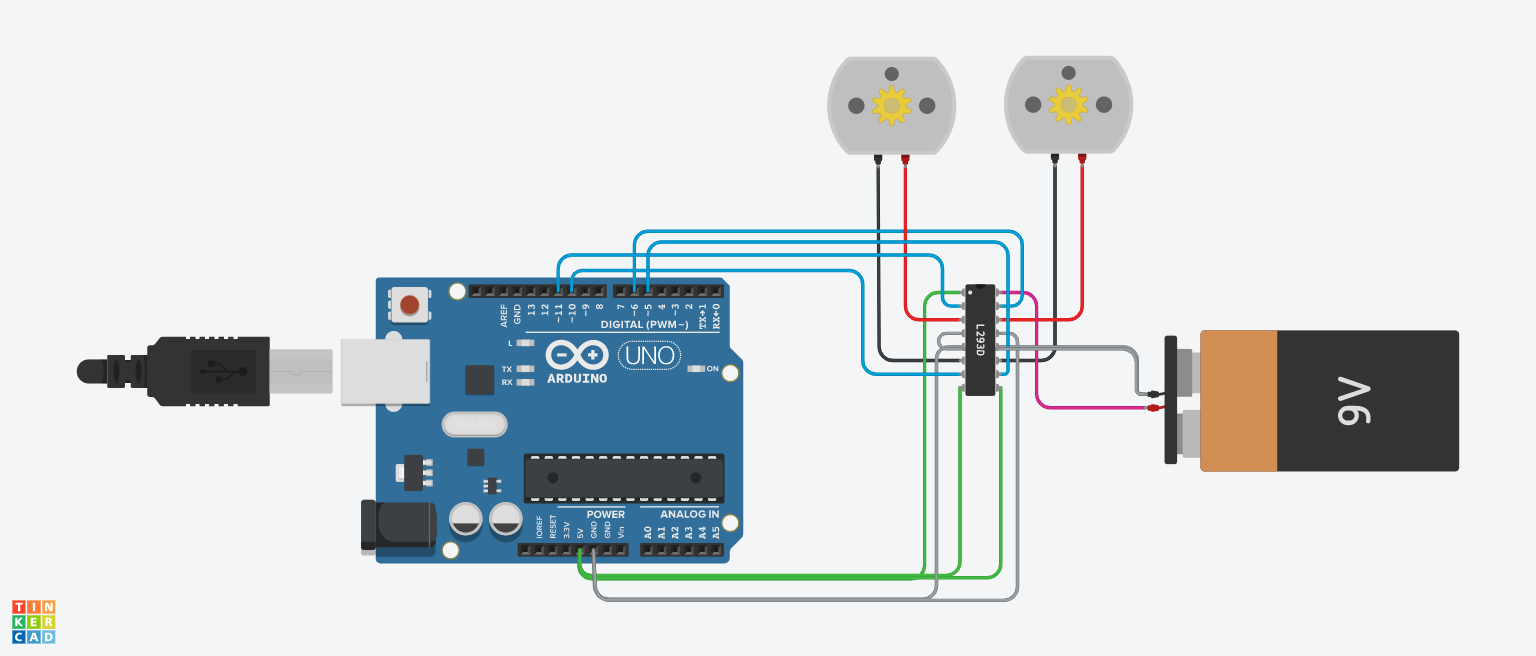 AREF
GND
13
12
~11
~10
~9
8
7
~6
~5
4
~3
2
TX→1
RX←0
DIGITAL (PWM~)
L
TX
RX
ARDUINO
UNO
ON
L293D
9V
POWER
ANALOG IN
IOREF
RESET
3.3V
5V
GND
GND
Vin
A0
A1
A2
A3
A4
A5
TIN
KER
CAD